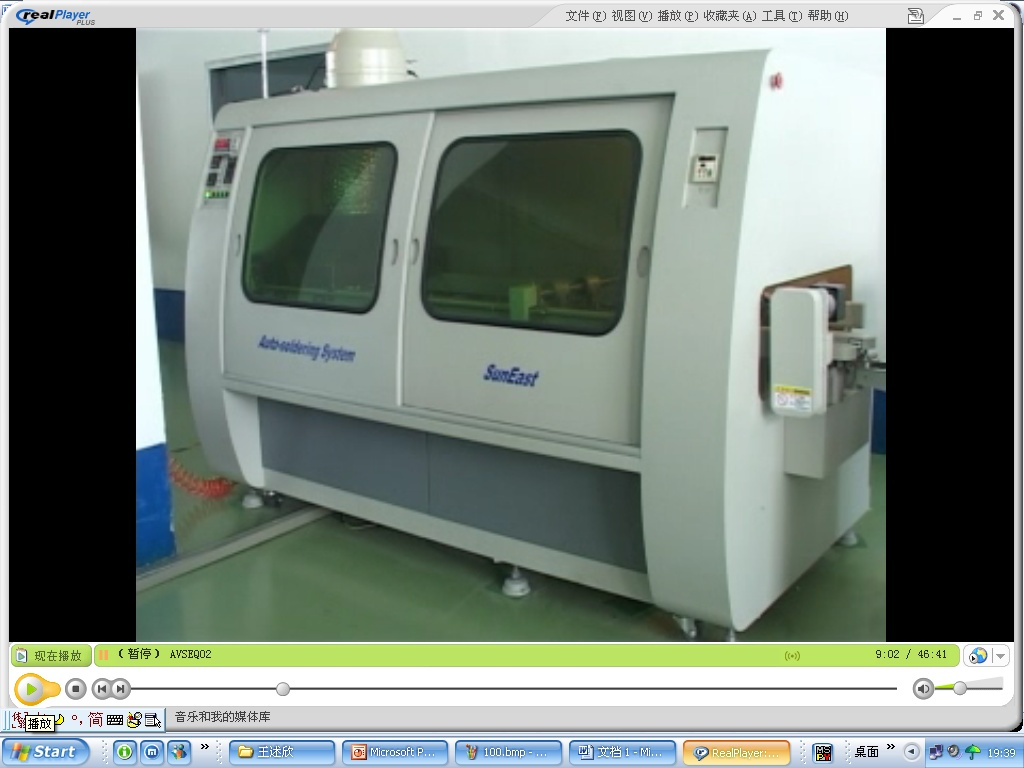 realPlayer
PLUS
文件(F) 视图(V) 播放(P) 收藏夹(A) 工具(T) 帮助(H)
Auto-soldering System
SunEast
现在播放
(暂停) AVSEQ02
9:02 / 46:41
播放
简
音乐和我的媒体库
Start
王述欣
Microsoft P...
100.bmp - ...
文档 1 - Mi...
RealPlayer:...
桌面
19:39